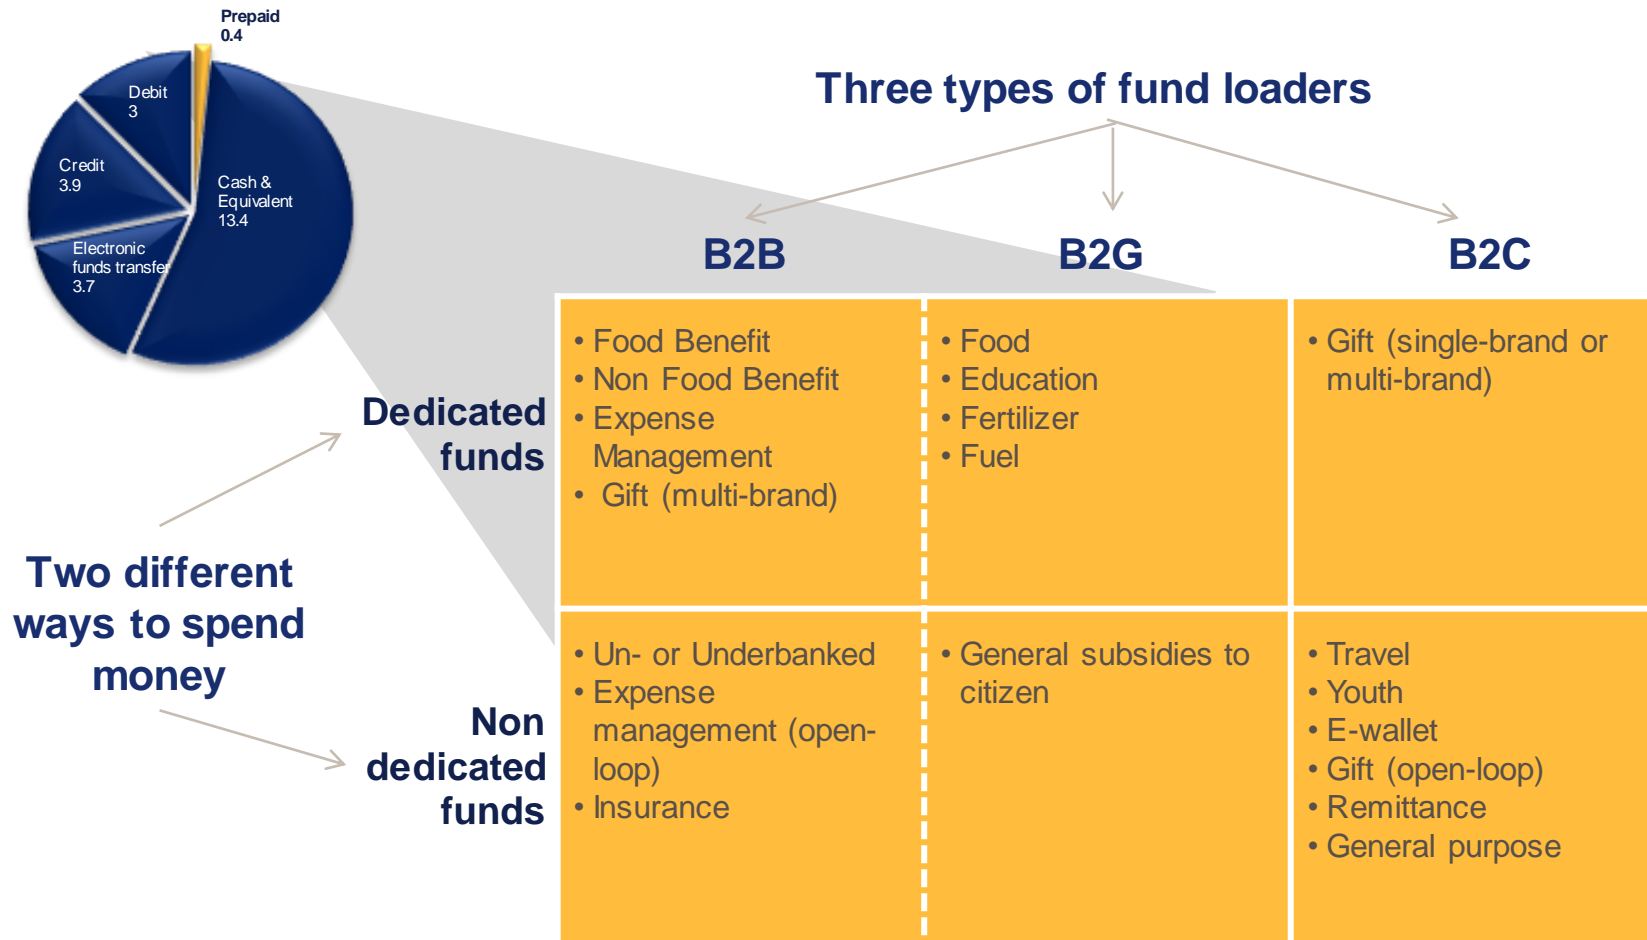 Prepaid
0.4
Debit
3
Credit
3.9
Cash &
Equivalent
13.4
Electronic
funds transfer
3.7
Three types of fund loaders
B2B
B2G
B2C
Dedicated
funds
• Food Benefit
• Non Food Benefit
• Expense
Management
• Gift (multi-brand)
• Food
• Education
• Fertilizer
• Fuel
• Gift (single-brand or
multi-brand)
Two different
ways to spend
money
Non
dedicated
funds
• Un- or Underbanked
• Expense
management (open-
loop)
• Insurance
• General subsidies to
citizen
• Travel
• Youth
• E-wallet
• Gift (open-loop)
• Remittance
• General purpose